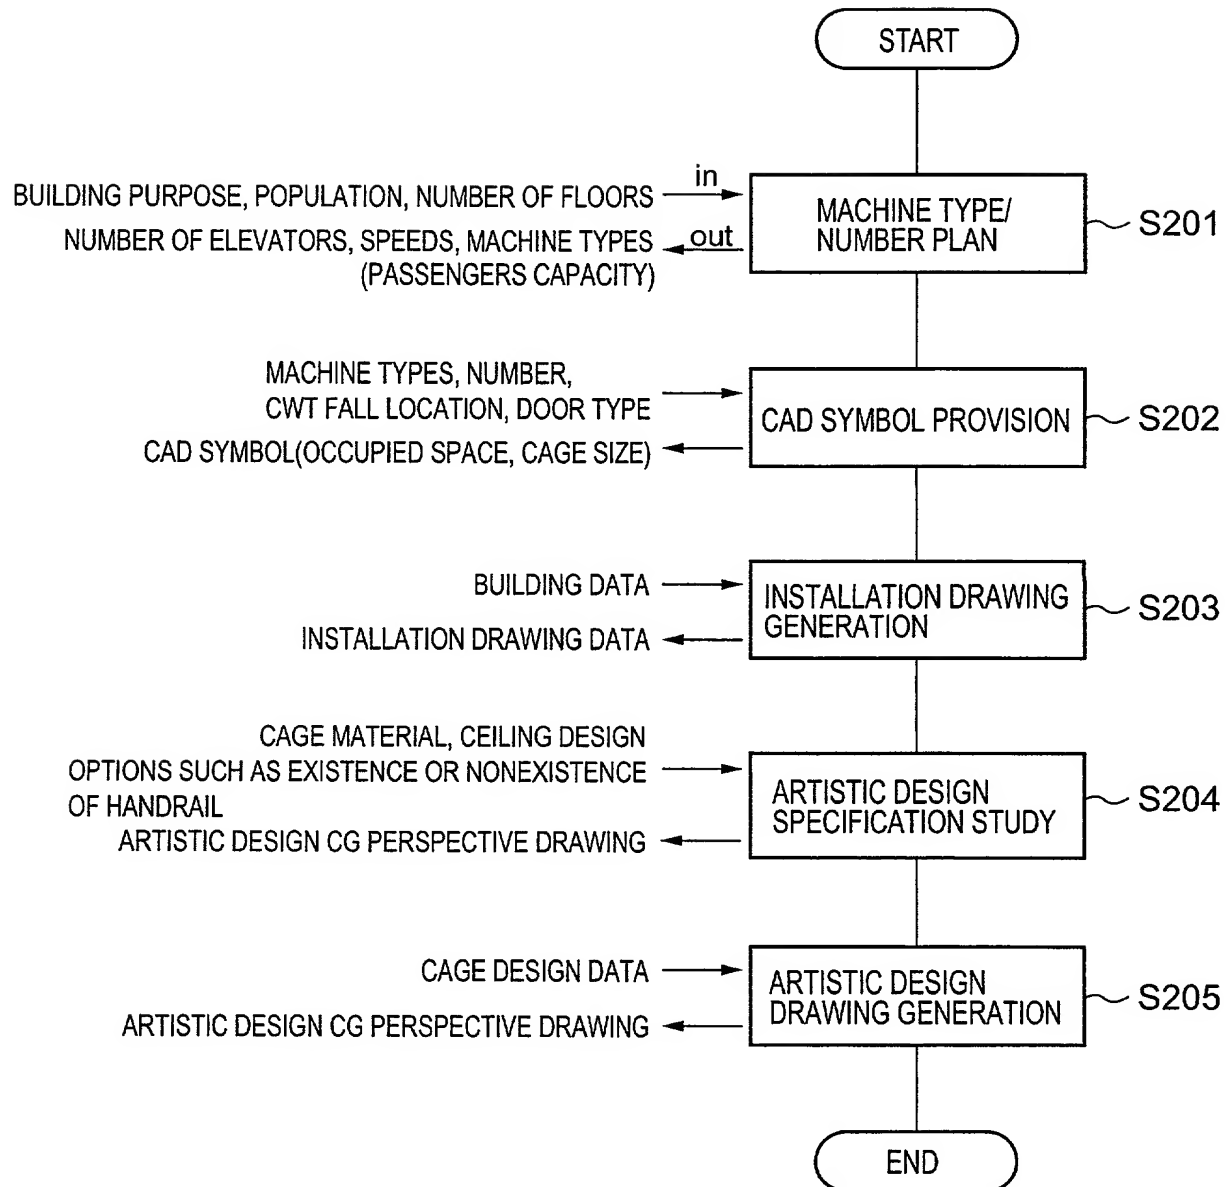 START
in
BUILDING PURPOSE, POPULATION, NUMBER OF FLOORS
NUMBER OF ELEVATORS, SPEEDS, MACHINE TYPES
(PASSENGERS CAPACITY)
out
MACHINE TYPE/
NUMBER PLAN
S201
MACHINE TYPES, NUMBER,
CWT FALL LOCATION, DOOR TYPE
CAD SYMBOL(OCCUPIED SPACE, CAGE SIZE)
CAD SYMBOL PROVISION
S202
BUILDING DATA
INSTALLATION DRAWING DATA
INSTALLATION DRAWING
GENERATION
S203
CAGE MATERIAL, CEILING DESIGN
OPTIONS SUCH AS EXISTENCE OR NONEXISTENCE
OF HANDRAIL
ARTISTIC DESIGN CG PERSPECTIVE DRAWING
ARTISTIC DESIGN
SPECIFICATION STUDY
S204
CAGE DESIGN DATA
ARTISTIC DESIGN CG PERSPECTIVE DRAWING
ARTISTIC DESIGN
DRAWING GENERATION
S205
END